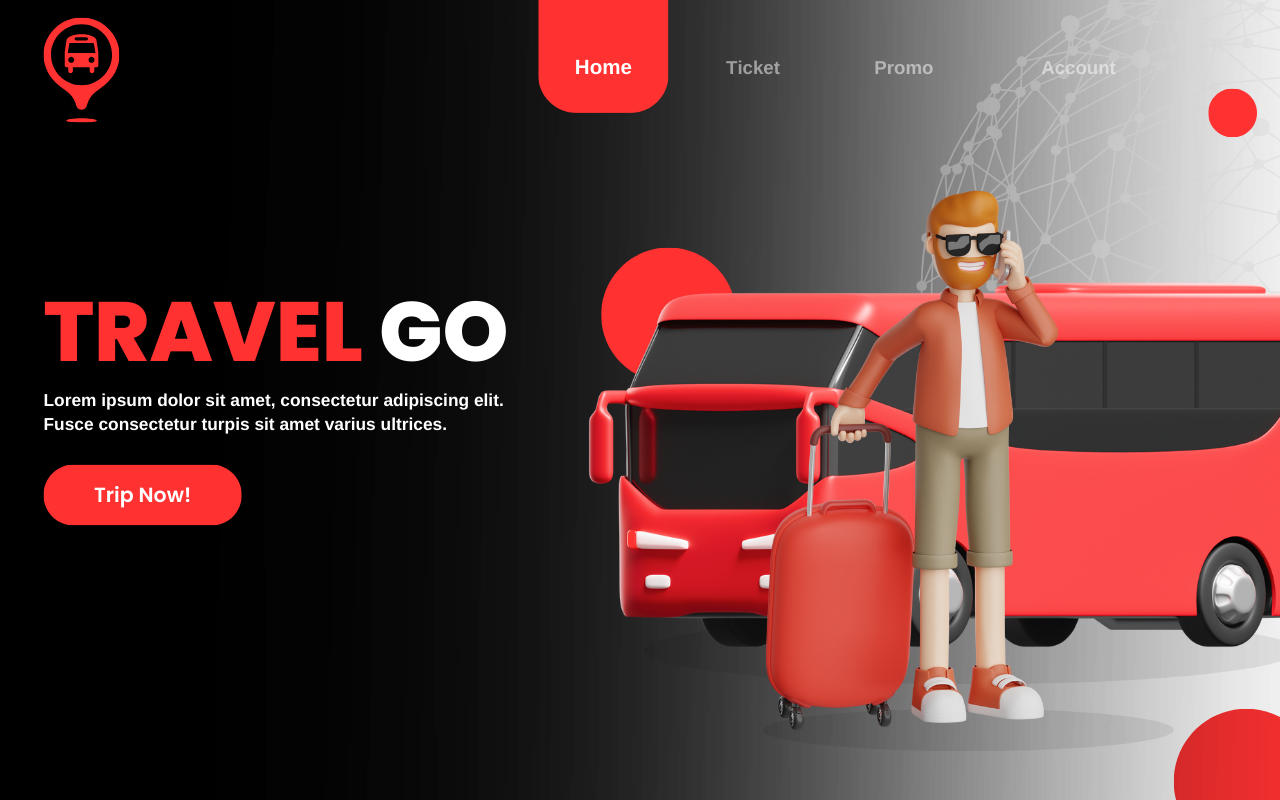 Home
Ticket
Promo
Account
TRAVEL GO
Lorem ipsum dolor sit amet, consectetur adipiscing elit.
Fusce consectetur turpis sit amet varius ultrices.
Trip Now!